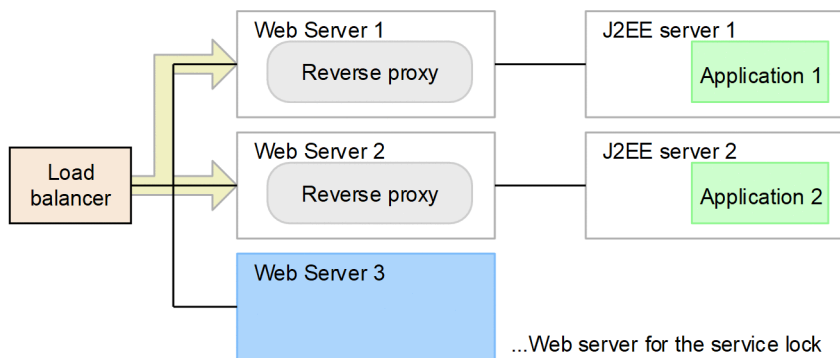 Web Server 1
J2EE server 1
Reverse proxy
Application 1
Web Server 2
J2EE server 2
Load
balancer
Reverse proxy
Application 2
Web Server 3
...Web server for the service lock